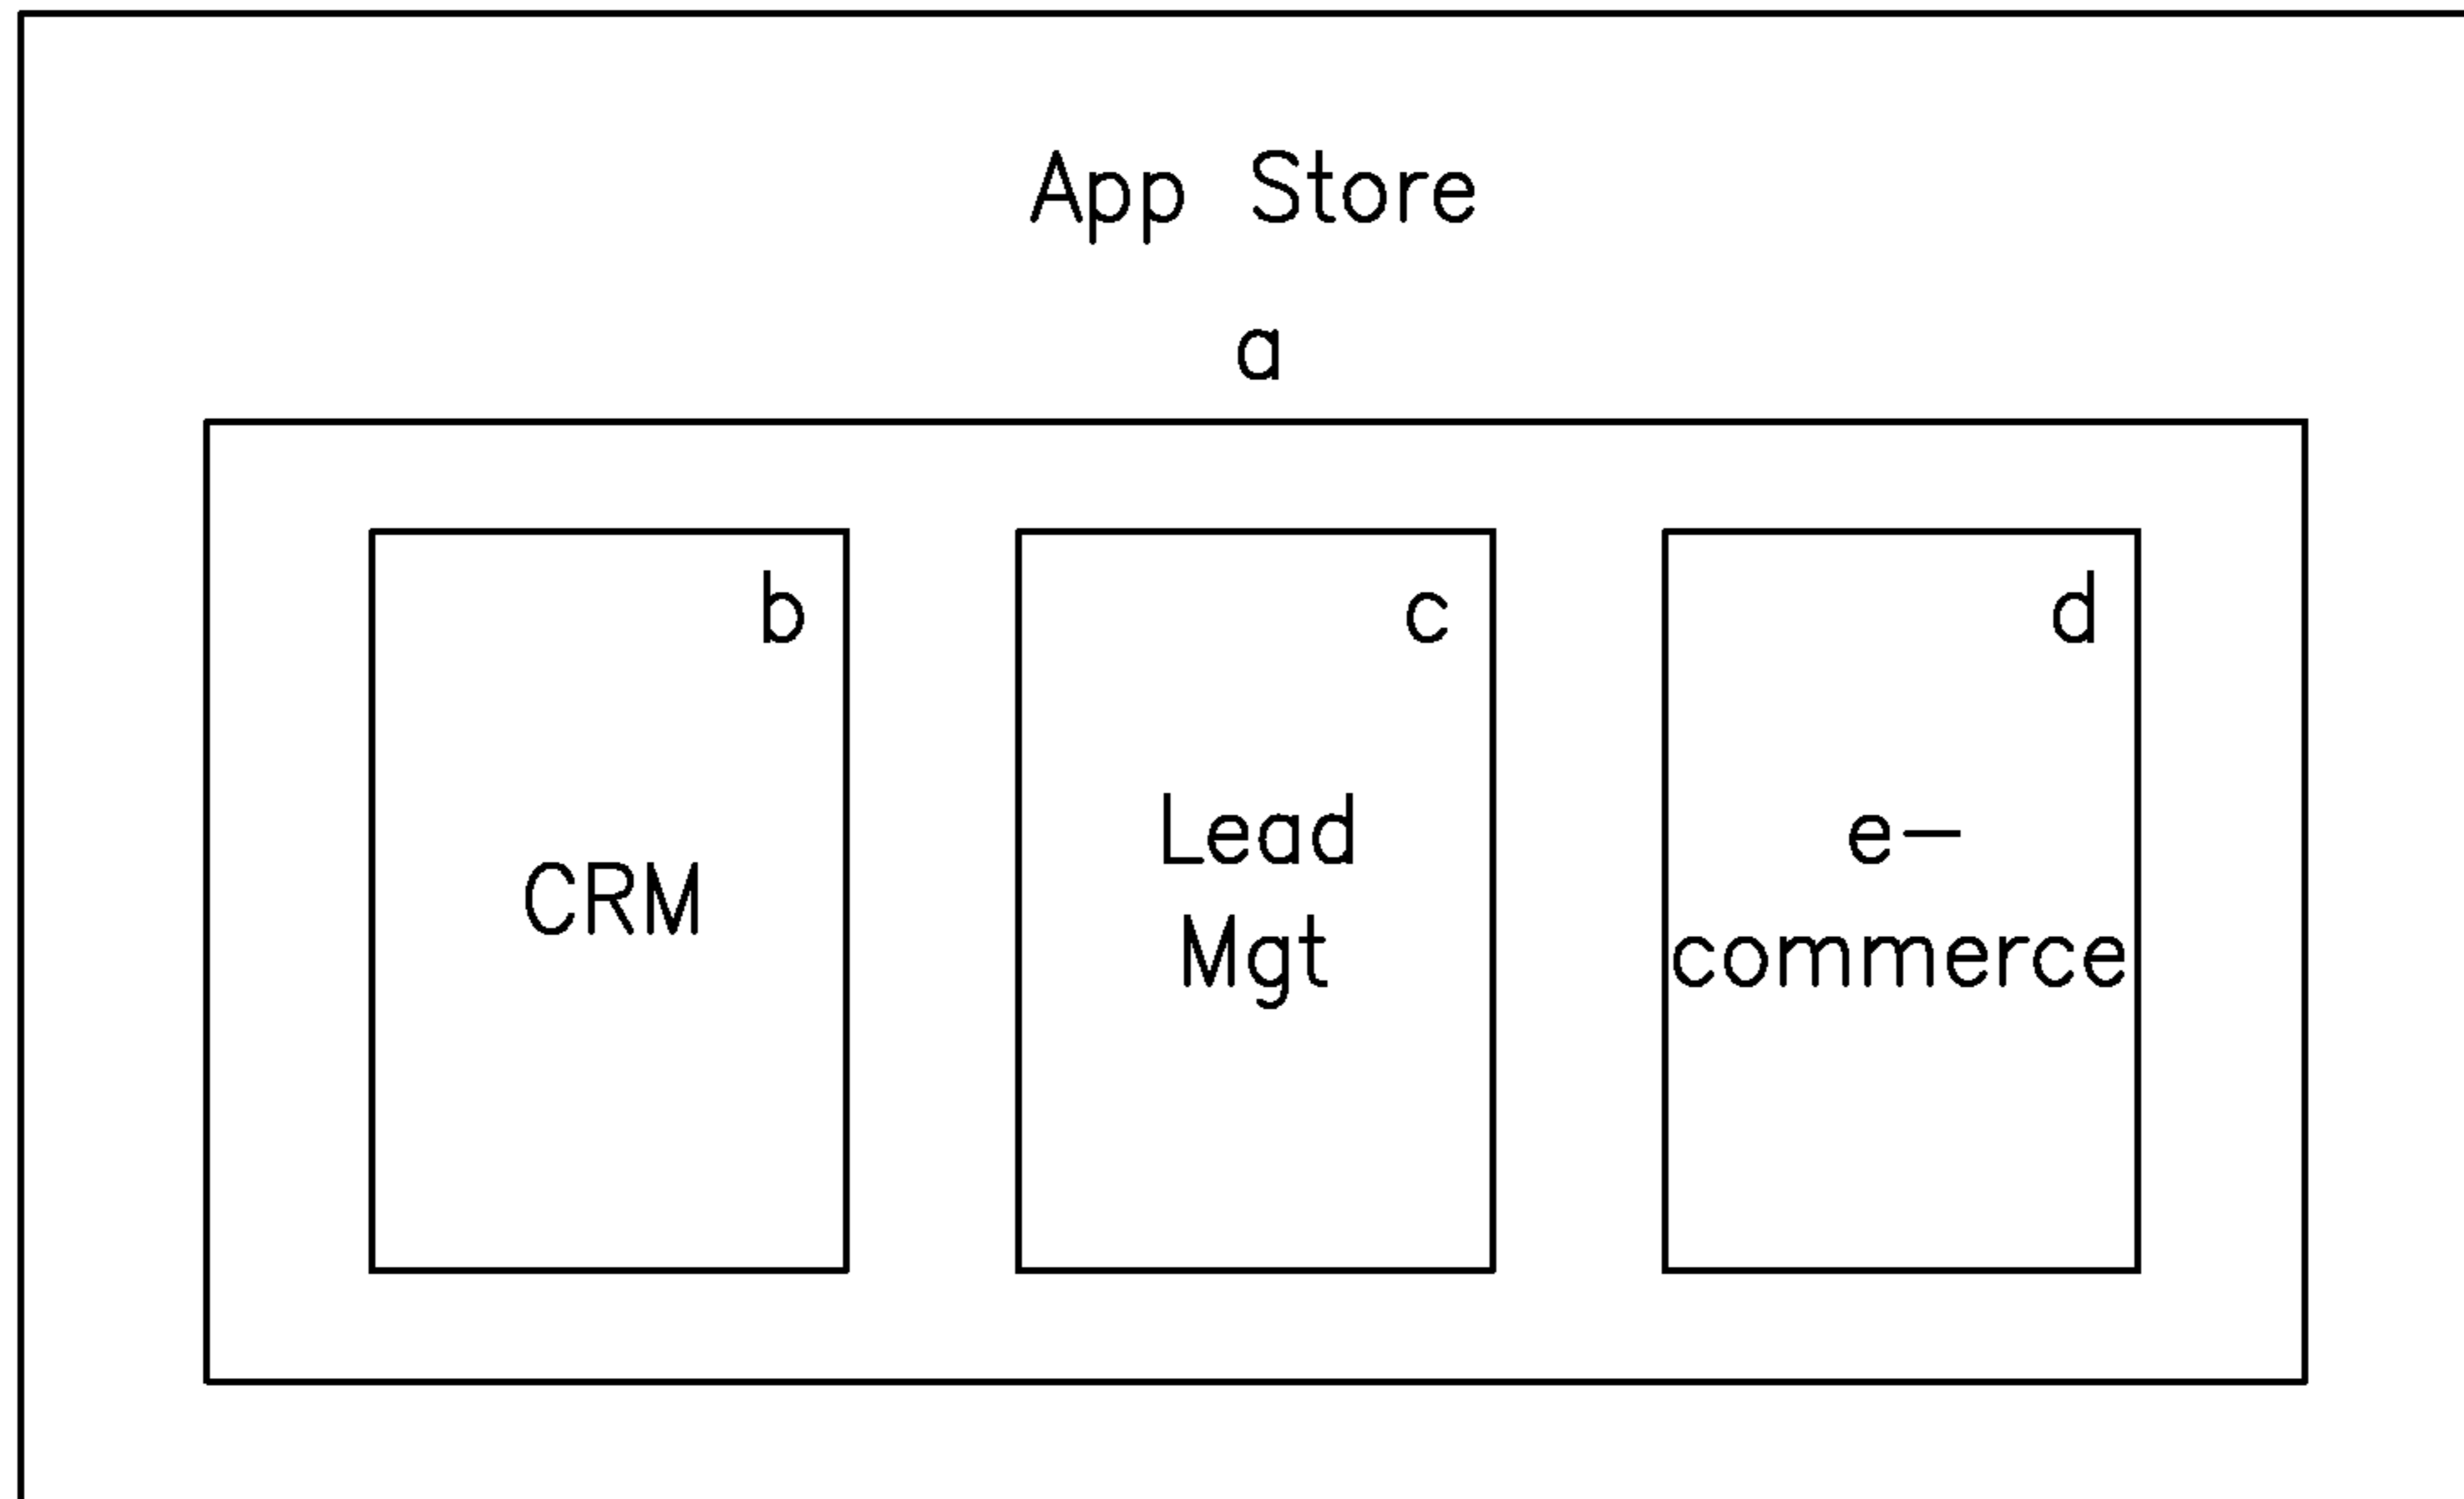 App Store
a
b
CRM
c
Lead
Mgt
d
e-
commerce